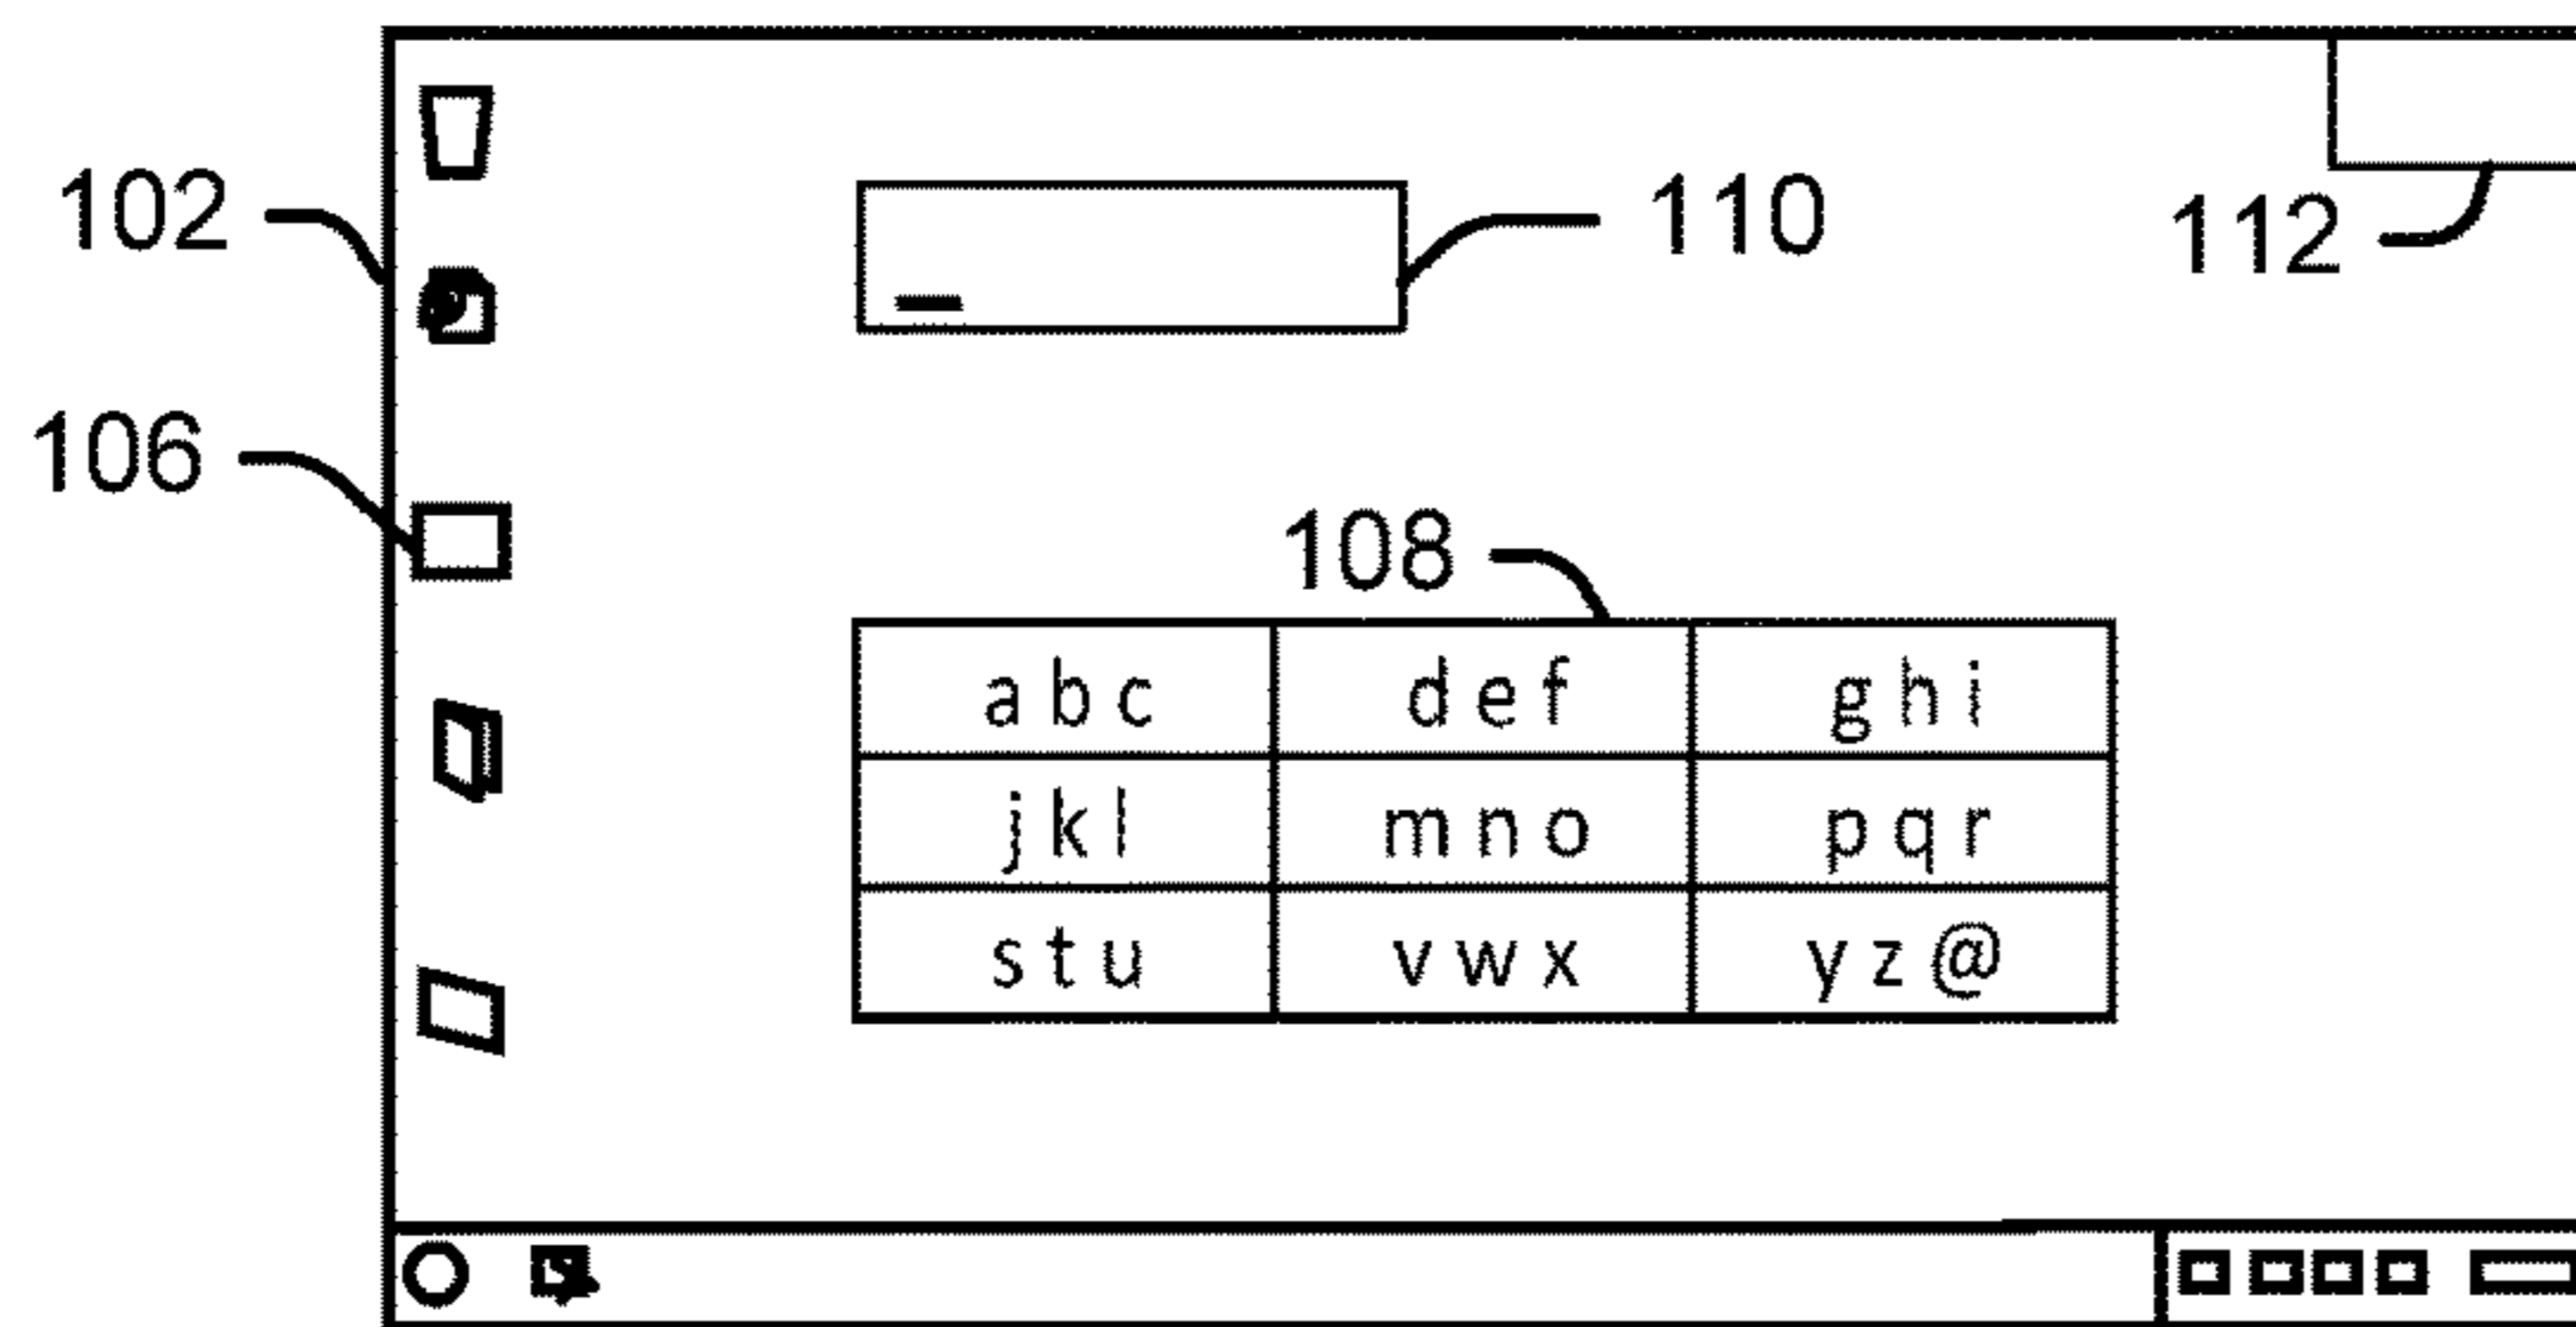 102
110
112
106
108
a b c
d e f
g h i
j k l
m n o
p q r
s t u
v w x
y z @